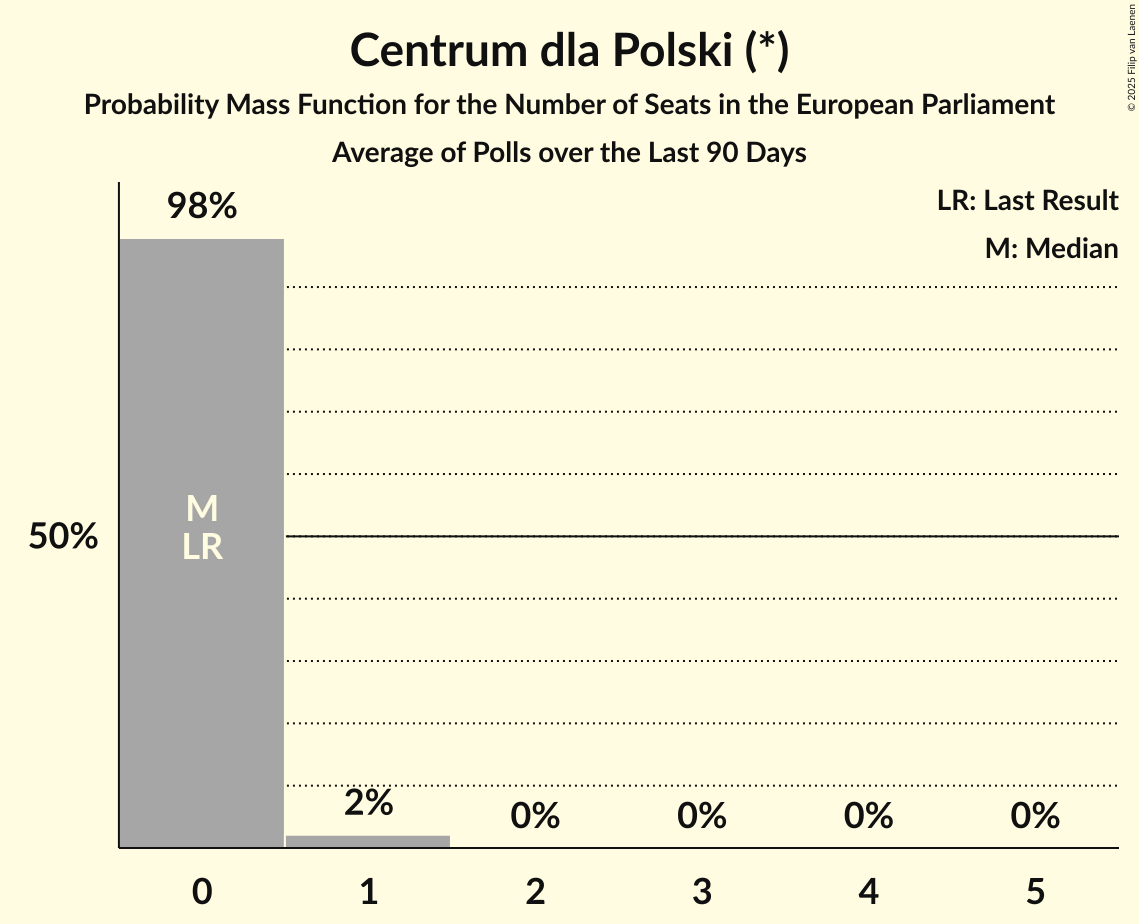 Centrum dla Polski (*)
Probability Mass Function for the Number of Seats in the European Parliament
Average of Polls over the Last 90 Days
© 2025 Filip van Laenen
LR: Last Result
M: Median
98%
M
LR
50%
2%
0%
0%
0%
0%
0
1
2
3
4
5